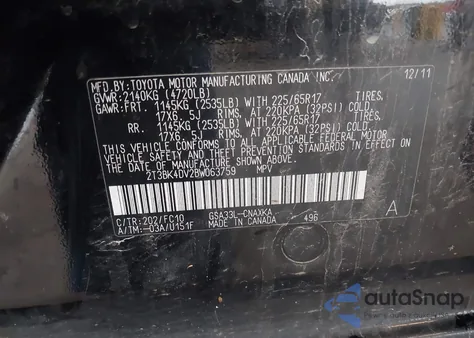 MFD.BY:TOYOTA MOTOR MANUFACTURING CANADA INC. 12/11
GVWR:2140KG (4720LB)
GAWR:FRT. 1145KG (2535LB) WITH 225/65R17 TIRES,
17X6.5J RIMS, AT 220KPA (32PSI) COLD.
RR. 1145KG (2535LB) WITH 225/65R17 TIRES,
17X6.5J RIMS, AT 220KPA (32PSI) COLD.
THIS VEHICLE CONFORMS TO ALL APPLICABLE FEDERAL MOTOR
VEHICLE SAFETY STANDARDS IN EFFECT ON
THE DATE OF MANUFACTURE SHOWN ABOVE.
2T3BK4DV2BW063759 MPV
C/TR:202/FC10 GSA33L-CNAXKA A
A/TM:-03A/U151F MADE IN CANADA 496
autoSnap